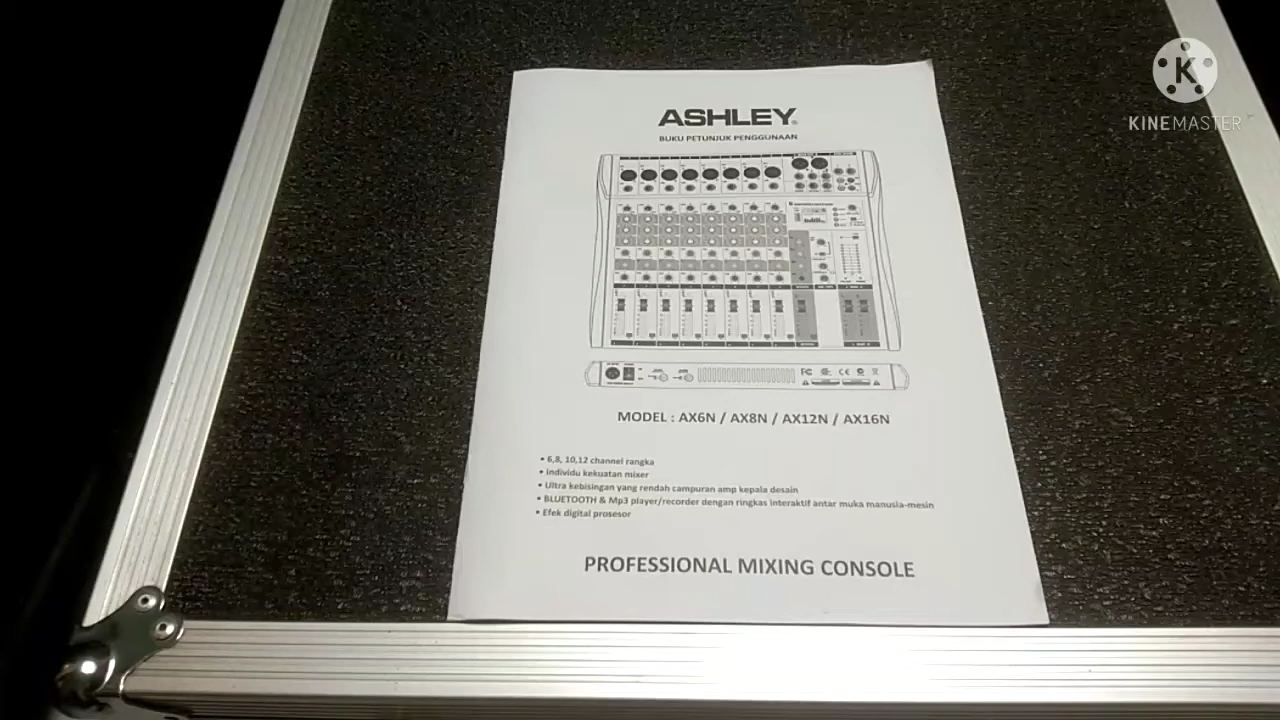 ASHLEY
BUKU PETUNJUK PENGGUNAAN
MODEL : AX6N / AX8N / AX12N / AX16N
• 6,8, 10,12 channel rangka
• Individu kekuatan mixer
• Ultra kebisingan yang rendah campuran amp kepala desain
• BLUETOOTH & Mp3 player/recorder dengan ringkas interaktif antar muka manusia-mesin
• Efek digital prosesor
PROFESSIONAL MIXING CONSOLE
K
KINEMASTER